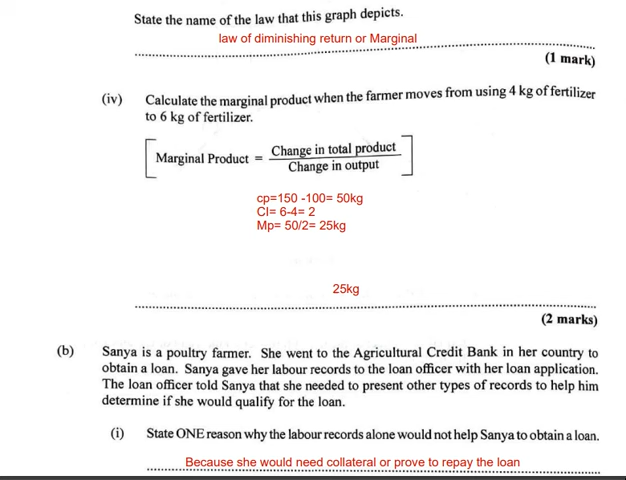 State the name of the law that this graph depicts.
law of diminishing return or Marginal
(1 mark)
(iv) Calculate the marginal product when the farmer moves from using 4 kg of fertilizer
to 6 kg of fertilizer.
[Marginal Product = Change in total product / Change in output]
cp=150 -100= 50kg
CI= 6-4= 2
Mp= 50/2= 25kg
25kg
(2 marks)
(b) Sanya is a poultry farmer. She went to the Agricultural Credit Bank in her country to
obtain a loan. Sanya gave her labour records to the loan officer with her loan application.
The loan officer told Sanya that she needed to present other types of records to help him
determine if she would qualify for the loan.
(i) State ONE reason why the labour records alone would not help Sanya to obtain a loan.
Because she would need collateral or prove to repay the loan